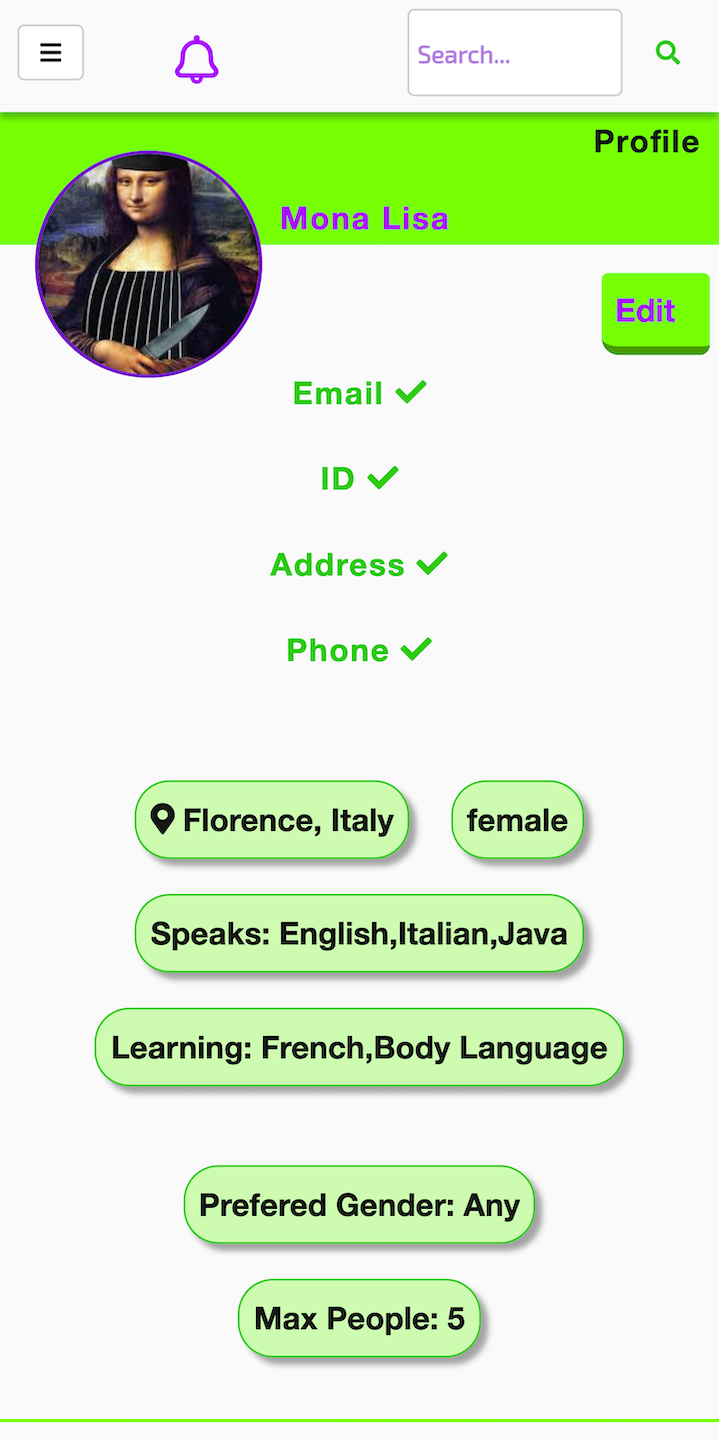 Search...
Profile
Mona Lisa
Edit
Email
ID
Address
Phone
Florence, Italy
female
Speaks: English,Italian,Java
Learning: French,Body Language
Prefered Gender: Any
Max People: 5